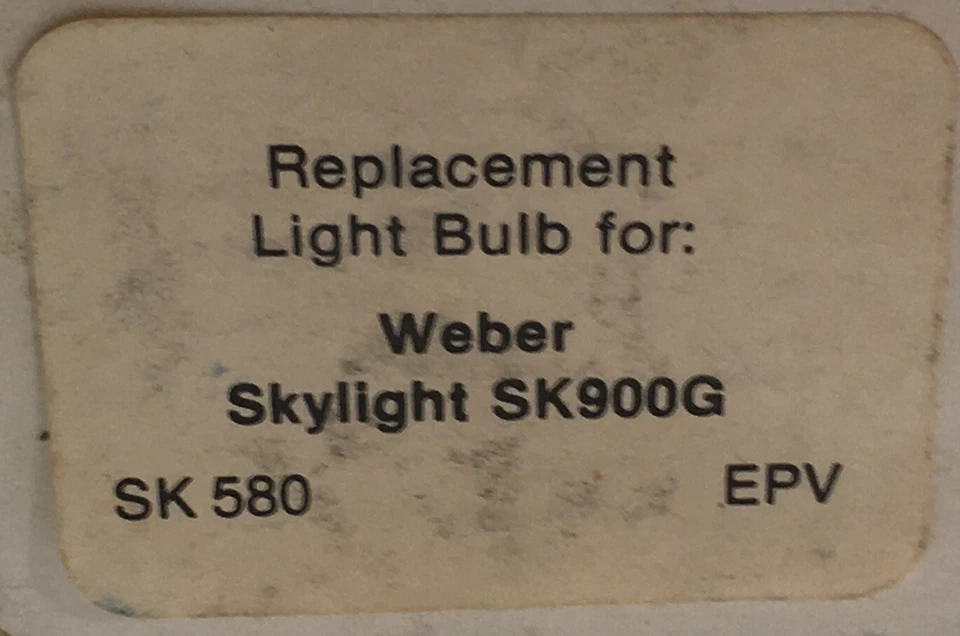 Replacement
Light Bulb for:
Weber
Skylight SK900G
SK 580 EPV